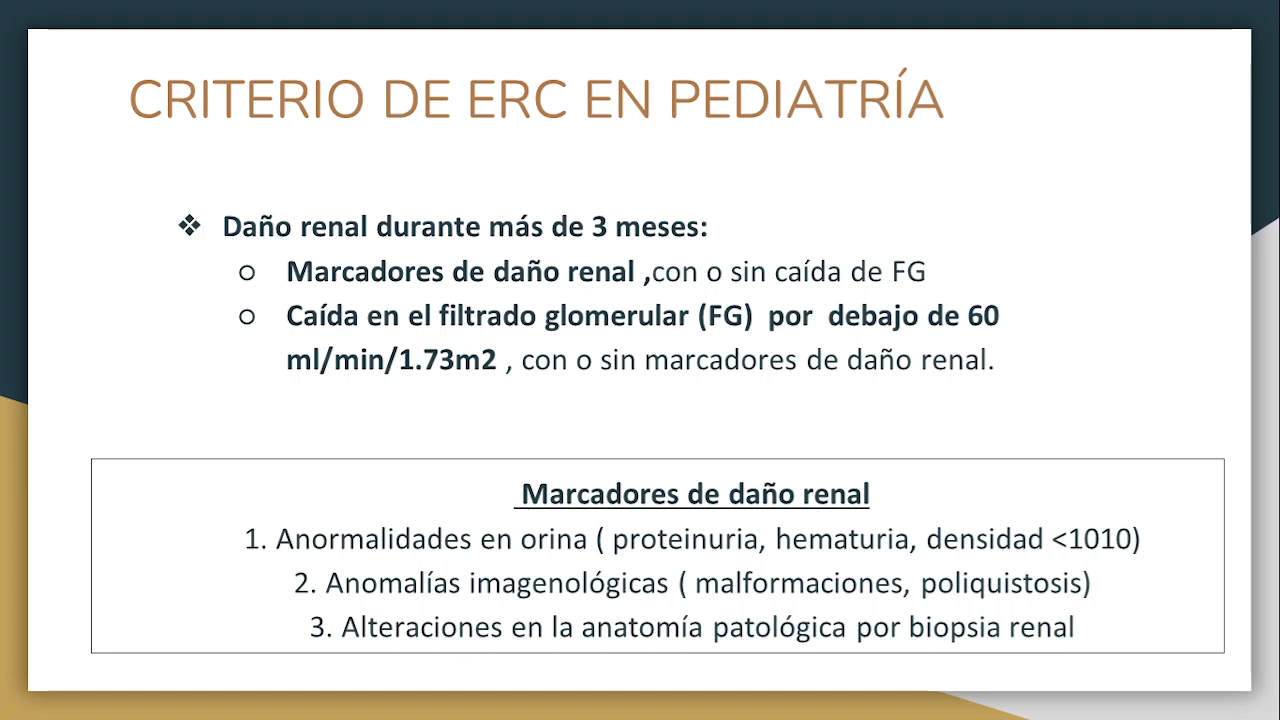 CRITERIO DE ERC EN PEDIATRÍA
❖ Daño renal durante más de 3 meses:
○ Marcadores de daño renal ,con o sin caída de FG
○ Caída en el filtrado glomerular (FG) por debajo de 60
ml/min/1.73m2 , con o sin marcadores de daño renal.
Marcadores de daño renal
1. Anormalidades en orina ( proteinuria, hematuria, densidad <1010)
2. Anomalías imagenológicas ( malformaciones, poliquistosis)
3. Alteraciones en la anatomía patológica por biopsia renal